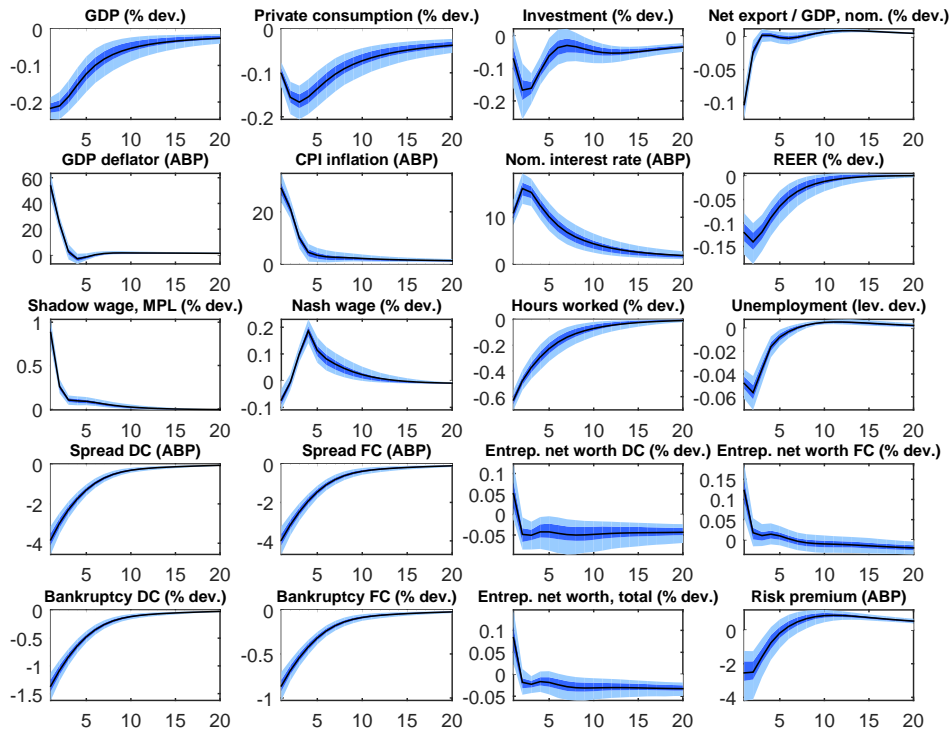 GDP (% dev.) Private consumption (% dev.) Investment (% dev.) Net export / GDP, nom. (% dev.)
0 0 0 0
-0.1 -0.1 -0.1 -0.05
-0.2 -0.2 -0.2 -0.1
5 10 15 20 5 10 15 20 5 10 15 20 5 10 15 20
GDP deflator (ABP) CPI inflation (ABP) Nom. interest rate (ABP) REER (% dev.)
60 0
40 20 10 -0.05
20 -0.1
0 0 0 -0.15
5 10 15 20 5 10 15 20 5 10 15 20 5 10 15 20
Shadow wage, MPL (% dev.) Nash wage (% dev.) Hours worked (% dev.) Unemployment (lev. dev.)
1 0.2 0 0
0.5 0.1 -0.2 -0.02
0 -0.4 -0.04
0 -0.1 -0.6 -0.06
5 10 15 20 5 10 15 20 5 10 15 20 5 10 15 20
Spread DC (ABP) Spread FC (ABP) Entrep. net worth DC (% dev.) Entrep. net worth FC (% dev.)
0 0 0.1 0.15
-2 -2 0.05 0.1
0 0.05
-4 -4 -0.05 0
5 10 15 20 5 10 15 20 5 10 15 20 5 10 15 20
Bankruptcy DC (% dev.) Bankruptcy FC (% dev.) Entrep. net worth, total (% dev.) Risk premium (ABP)
0 0 0.1 0
-0.5 -0.5 0.05 -2
-1 0
-1.5 -1 -0.05 -4
5 10 15 20 5 10 15 20 5 10 15 20 5 10 15 20